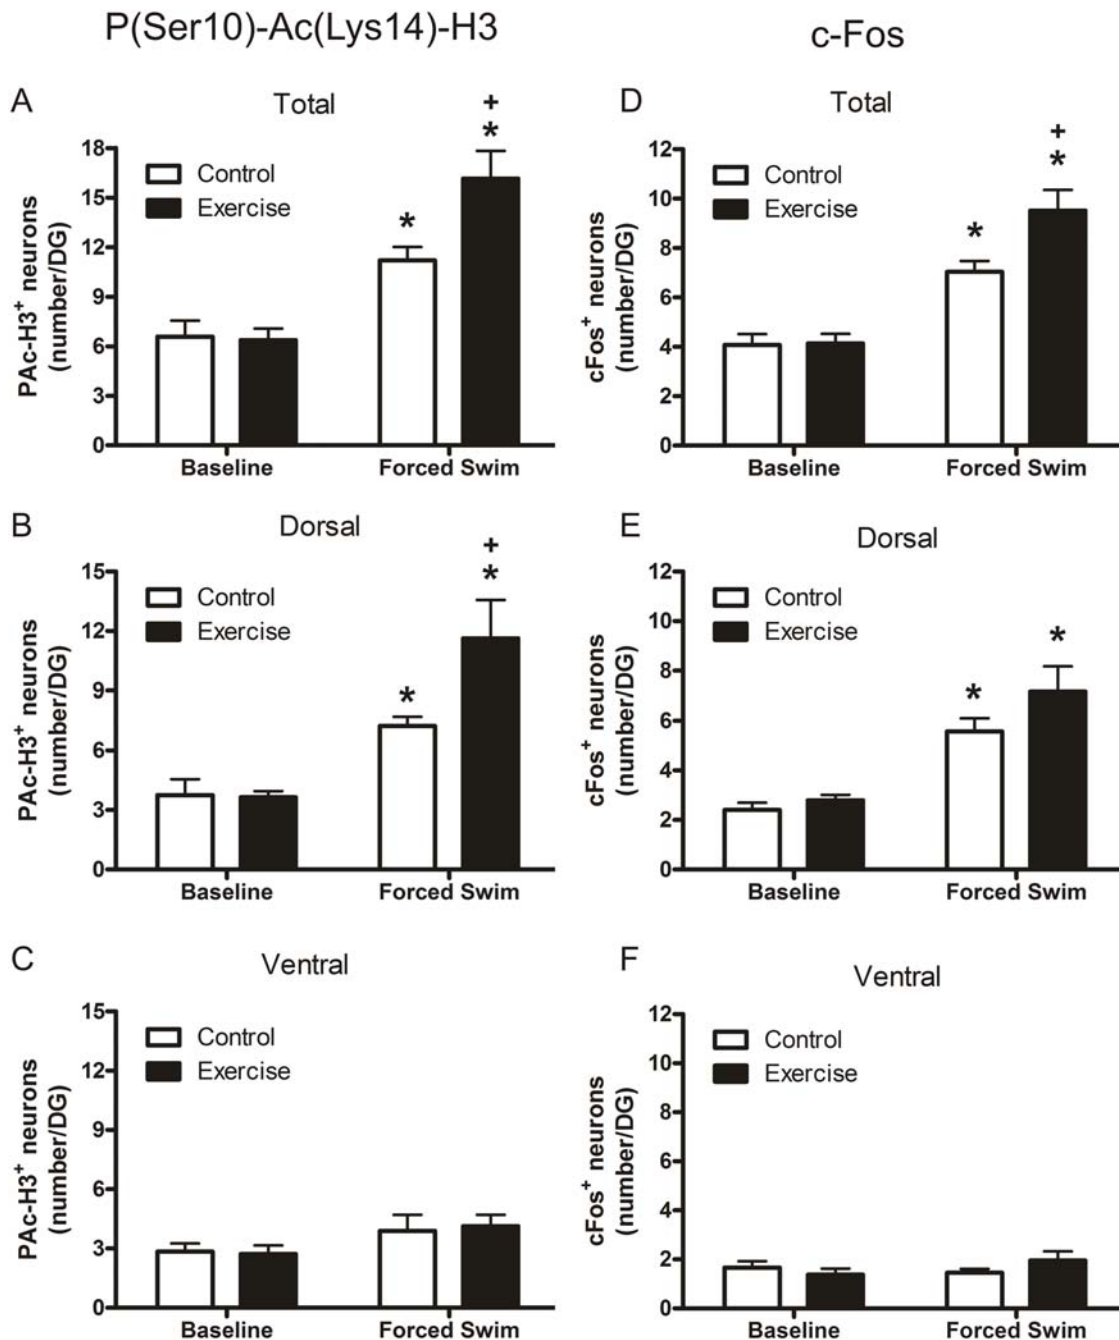 P(Ser10)-Ac(Lys14)-H3
c-Fos
A
Total
+
*
*
18
15
12
9
6
3
0
PAc-H3+ neurons
(number/DG)
Control
Exercise
Baseline
Forced Swim
D
Total
+
*
*
12
10
8
6
4
2
0
cFos+ neurons
(number/DG)
Control
Exercise
Baseline
Forced Swim
B
Dorsal
+
*
*
15
12
9
6
3
0
PAc-H3+ neurons
(number/DG)
Control
Exercise
Baseline
Forced Swim
E
Dorsal
*
*
12
10
8
6
4
2
0
cFos+ neurons
(number/DG)
Control
Exercise
Baseline
Forced Swim
C
Ventral
15
12
9
6
3
0
PAc-H3+ neurons
(number/DG)
Control
Exercise
Baseline
Forced Swim
F
Ventral
12
10
8
6
4
2
0
cFos+ neurons
(number/DG)
Control
Exercise
Baseline
Forced Swim